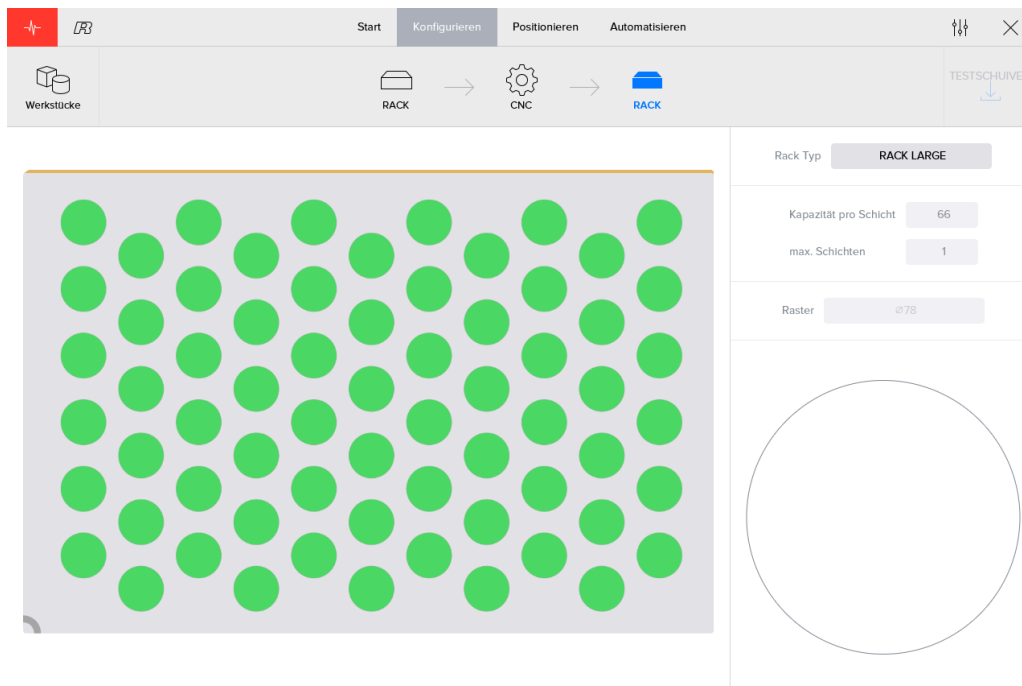 Start Konfigurieren Positionieren Automatisieren
Werkstücke
RACK
CNC
RACK
TESTSCHUIVE
Rack Typ RACK LARGE
Kapazität pro Schicht 66
max. Schichten 1
Raster ⌀78